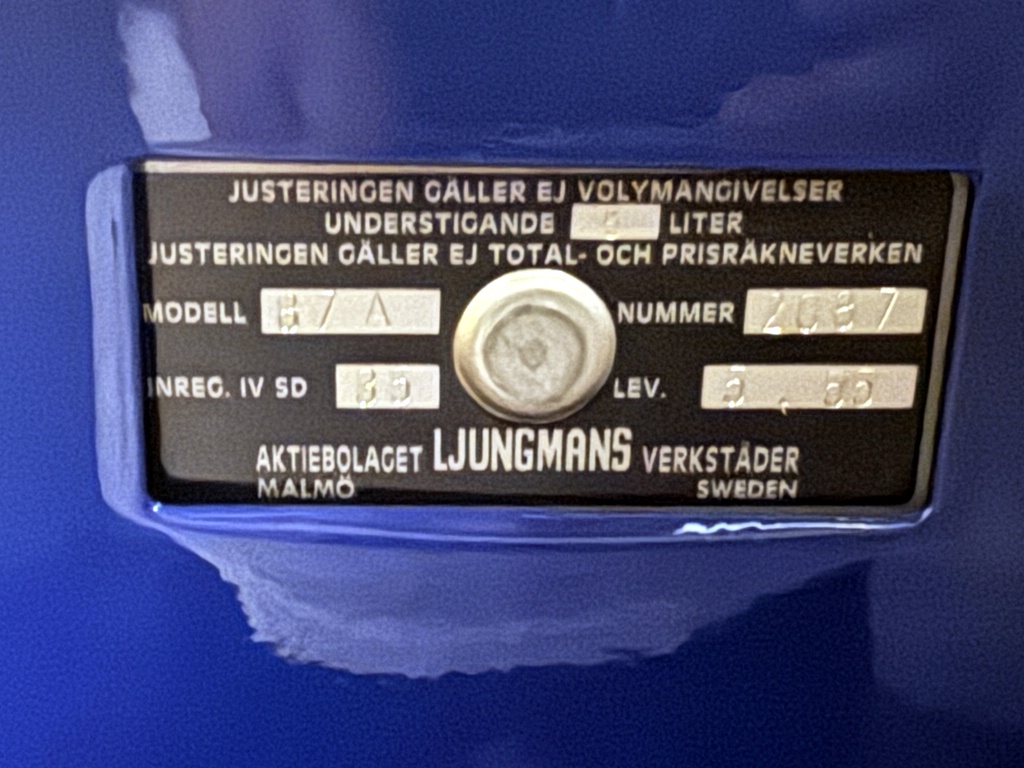 JUSTERINGEN GÄLLER EJ VOLYMANGIVELSER
UNDERSTIGANDE LITER
JUSTERINGEN GÄLLER EJ TOTAL- OCH PRISRÄKNEVERKEN
MODELL NUMMER
INREG. IV SD LEV.
AKTIEBOLAGET LJUNGMANS VERKSTÄDER
MALMÖ SWEDEN